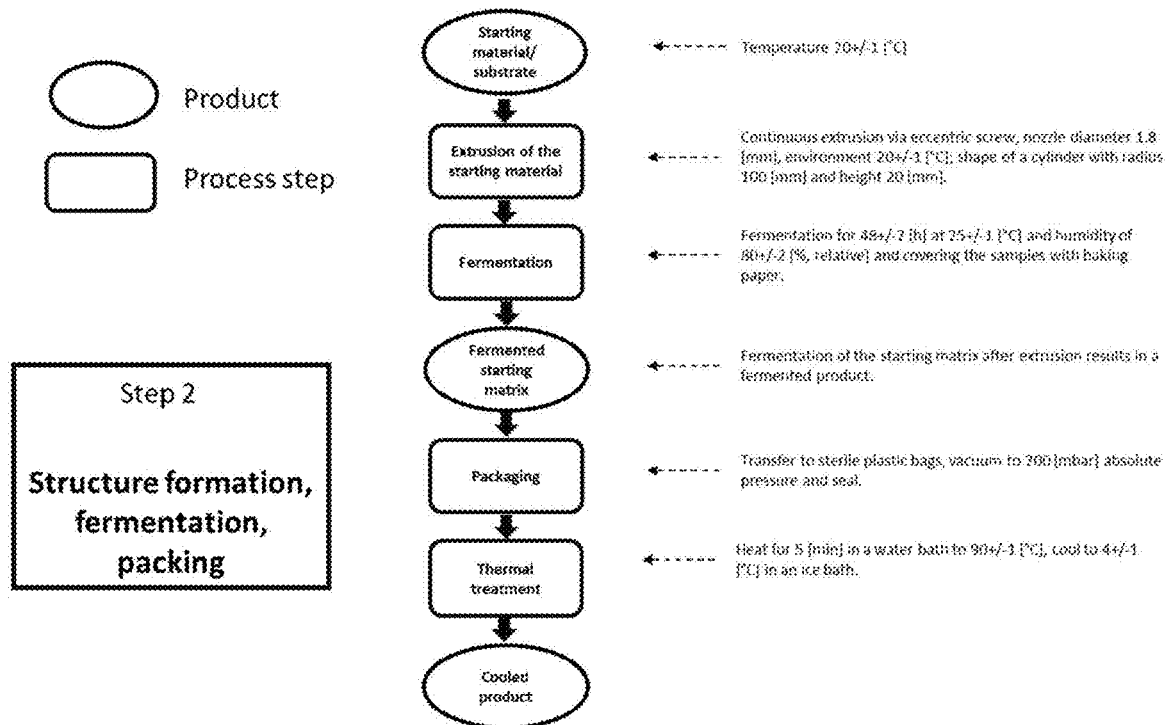 Product
Process step
Step 2
Structure formation,
fermentation,
packing
Starting
material/
substrate
Temperature 20+/-1 [°C]
Extrusion of the
starting material
Continuous extrusion via eccentric screw, nozzle diameter 1.8
[mm], environment 20+/-1 [°C]; shape of a cylinder with radius
100 [mm] and height 20 [mm].
Fermentation
Fermentation for 48+/-2 [h] at 25+/-1 [°C] and humidity of
80+/-2 [%, relative] and covering the samples with baking
paper.
Fermented
starting
matrix
Fermentation of the starting matrix after extrusion results in a
fermented product.
Packaging
Transfer to sterile plastic bags, vacuum to 200 [mbar] absolute
pressure and seal.
Thermal
treatment
Heat for 5 [min] in a water bath to 90+/-1 [°C], cool to 4+/-1
[°C] in an ice bath.
Cooled
product